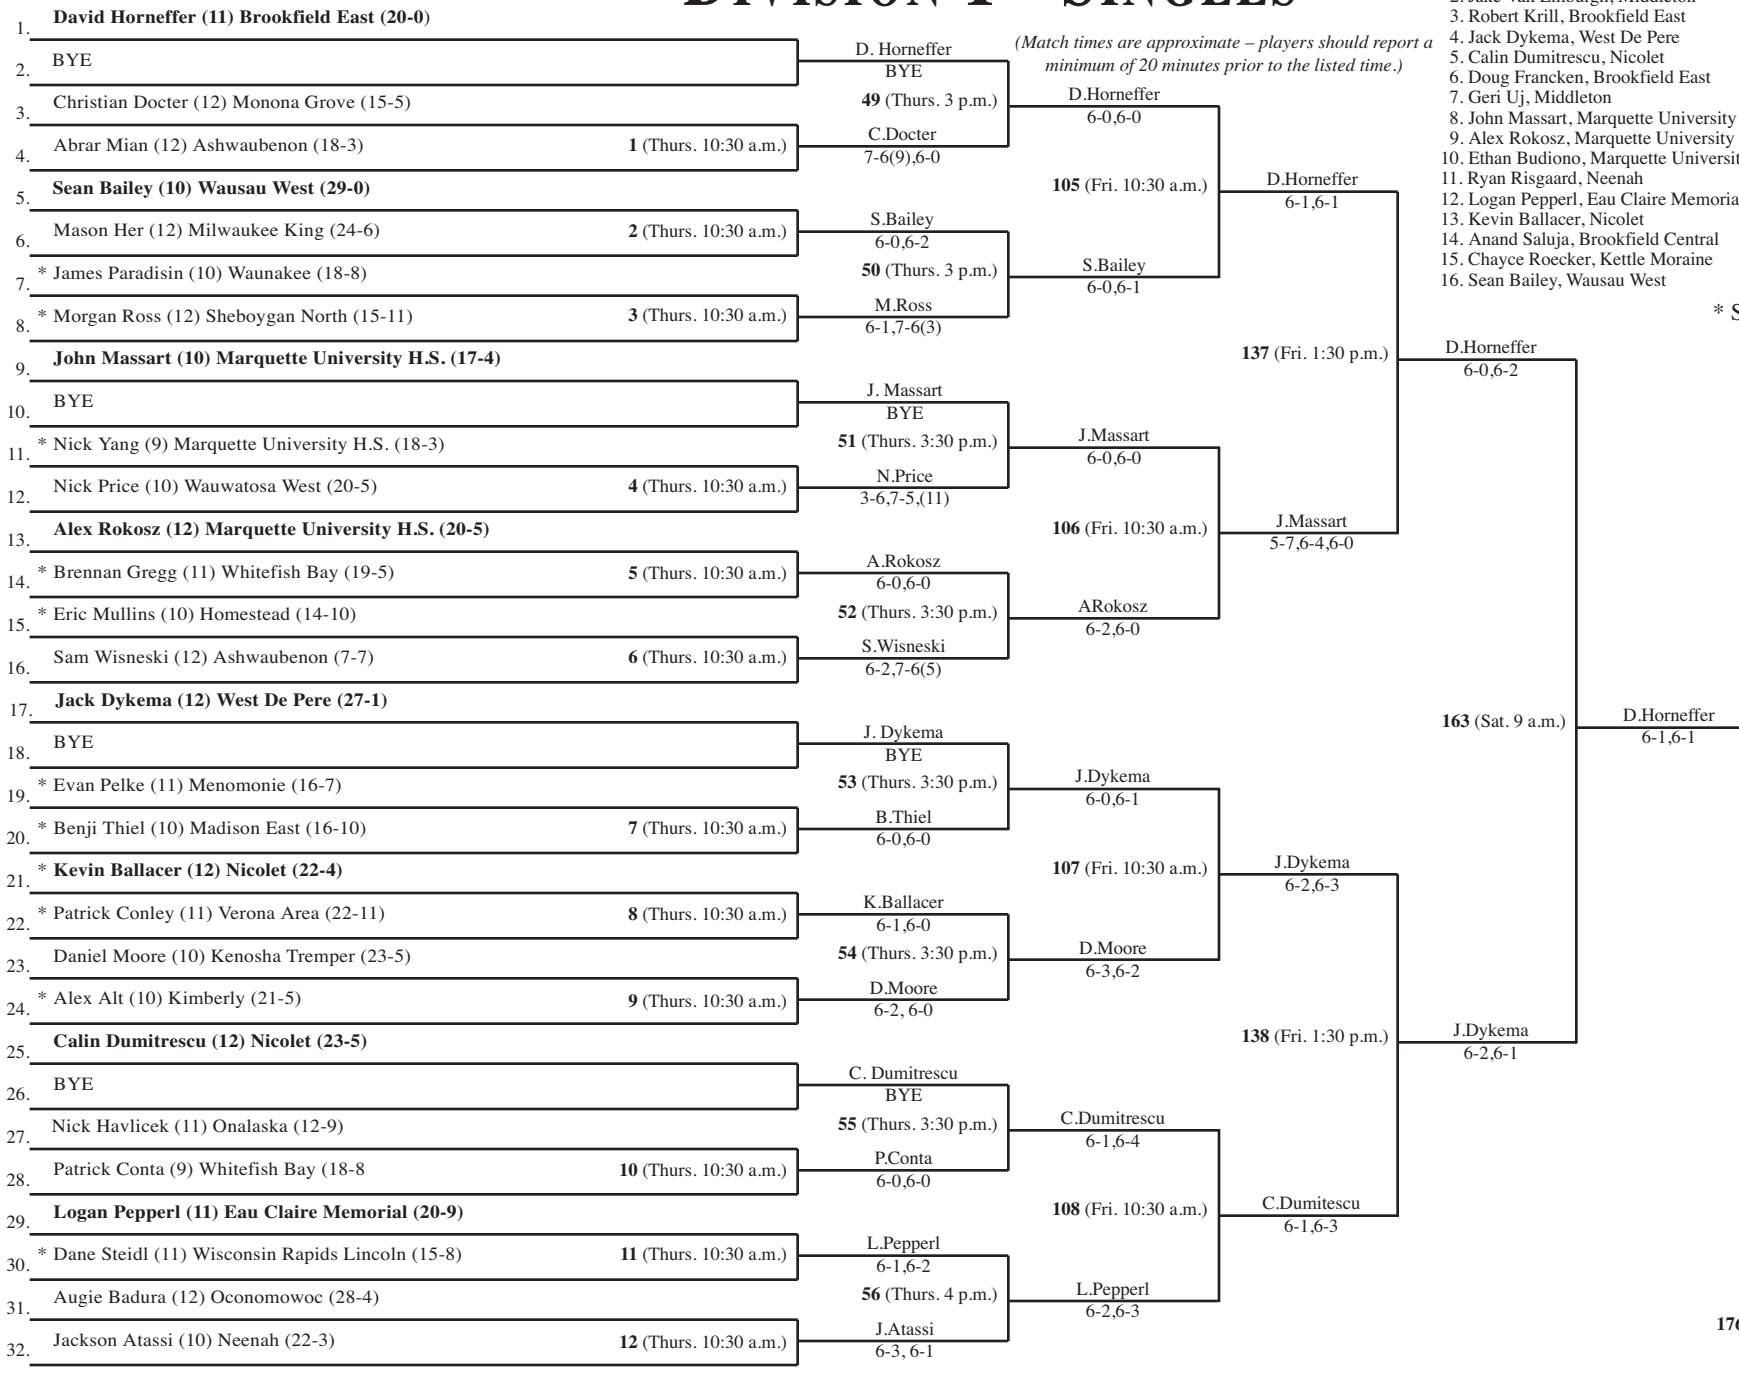 DIVISION 1 – SINGLES
(Match times are approximate – players should report a
minimum of 20 minutes prior to the listed time.)
3. Robert Krill, Brookfield East
4. Jack Dykema, West De Pere
5. Calin Dumitrescu, Nicolet
6. Doug Francken, Brookfield East
7. Geri Uj, Middleton
8. John Massart, Marquette University
9. Alex Rokosz, Marquette University
10. Ethan Budiono, Marquette Universit
11. Ryan Risgaard, Neenah
12. Logan Pepperl, Eau Claire Memoria
13. Kevin Ballacer, Nicolet
14. Anand Saluja, Brookfield Central
15. Chayce Roecker, Kettle Moraine
16. Sean Bailey, Wausau West
* S
1. David Horneffer (11) Brookfield East (20-0)
2. BYE
3. Christian Docter (12) Monona Grove (15-5)
4. Abrar Mian (12) Ashwaubenon (18-3) 1 (Thurs. 10:30 a.m.)
5. Sean Bailey (10) Wausau West (29-0)
6. Mason Her (12) Milwaukee King (24-6) 2 (Thurs. 10:30 a.m.)
7. * James Paradisin (10) Waunakee (18-8)
8. * Morgan Ross (12) Sheboygan North (15-11) 3 (Thurs. 10:30 a.m.)
9. John Massart (10) Marquette University H.S. (17-4)
10. BYE
11. * Nick Yang (9) Marquette University H.S. (18-3)
12. Nick Price (10) Wauwatosa West (20-5) 4 (Thurs. 10:30 a.m.)
13. Alex Rokosz (12) Marquette University H.S. (20-5)
14. * Brennan Gregg (11) Whitefish Bay (19-5) 5 (Thurs. 10:30 a.m.)
15. * Eric Mullins (10) Homestead (14-10)
16. Sam Wisneski (12) Ashwaubenon (7-7) 6 (Thurs. 10:30 a.m.)
17. Jack Dykema (12) West De Pere (27-1)
18. BYE
19. * Evan Pelke (11) Menomonie (16-7)
20. * Benji Thiel (10) Madison East (16-10) 7 (Thurs. 10:30 a.m.)
21. * Kevin Ballacer (12) Nicolet (22-4)
22. * Patrick Conley (11) Verona Area (22-11) 8 (Thurs. 10:30 a.m.)
23. Daniel Moore (10) Kenosha Tremper (23-5)
24. * Alex Alt (10) Kimberly (21-5) 9 (Thurs. 10:30 a.m.)
25. Calin Dumitrescu (12) Nicolet (23-5)
26. BYE
27. Nick Havlicek (11) Onalaska (12-9)
28. Patrick Conta (9) Whitefish Bay (18-8 10 (Thurs. 10:30 a.m.)
29. Logan Pepperl (11) Eau Claire Memorial (20-9)
30. * Dane Steidl (11) Wisconsin Rapids Lincoln (15-8) 11 (Thurs. 10:30 a.m.)
31. Augie Badura (12) Oconomowoc (28-4)
32. Jackson Atassi (10) Neenah (22-3) 12 (Thurs. 10:30 a.m.)
D. Horneffer
BYE
49 (Thurs. 3 p.m.)
C.Docter
7-6(9),6-0
S.Bailey
6-0,6-2
50 (Thurs. 3 p.m.)
M.Ross
6-1,7-6(3)
J. Massart
BYE
51 (Thurs. 3:30 p.m.)
N.Price
3-6,7-5,(11)
A.Rokosz
6-0,6-0
52 (Thurs. 3:30 p.m.)
S.Wisneski
6-2,7-6(5)
J. Dykema
BYE
53 (Thurs. 3:30 p.m.)
B.Thiel
6-0,6-0
K.Ballacer
6-1,6-0
54 (Thurs. 3:30 p.m.)
D.Moore
6-2, 6-0
C. Dumitrescu
BYE
55 (Thurs. 3:30 p.m.)
P.Conta
6-0,6-0
L.Pepperl
6-1,6-2
56 (Thurs. 4 p.m.)
J.Atassi
6-3, 6-1
D.Horneffer
6-0,6-0
105 (Fri. 10:30 a.m.)
S.Bailey
6-0,6-1
J.Massart
6-0,6-0
106 (Fri. 10:30 a.m.)
ARokosz
6-2,6-0
J.Dykema
6-0,6-1
107 (Fri. 10:30 a.m.)
D.Moore
6-3,6-2
C.Dumitrescu
6-1,6-4
108 (Fri. 10:30 a.m.)
L.Pepperl
6-2,6-3
D.Horneffer
6-1,6-1
137 (Fri. 1:30 p.m.)
J.Massart
5-7,6-4,6-0
J.Dykema
6-2,6-3
138 (Fri. 1:30 p.m.)
C.Dumitescu
6-1,6-3
D.Horneffer
6-0,6-2
163 (Sat. 9 a.m.)
J.Dykema
6-2,6-1
D.Horneffer
6-1,6-1
176